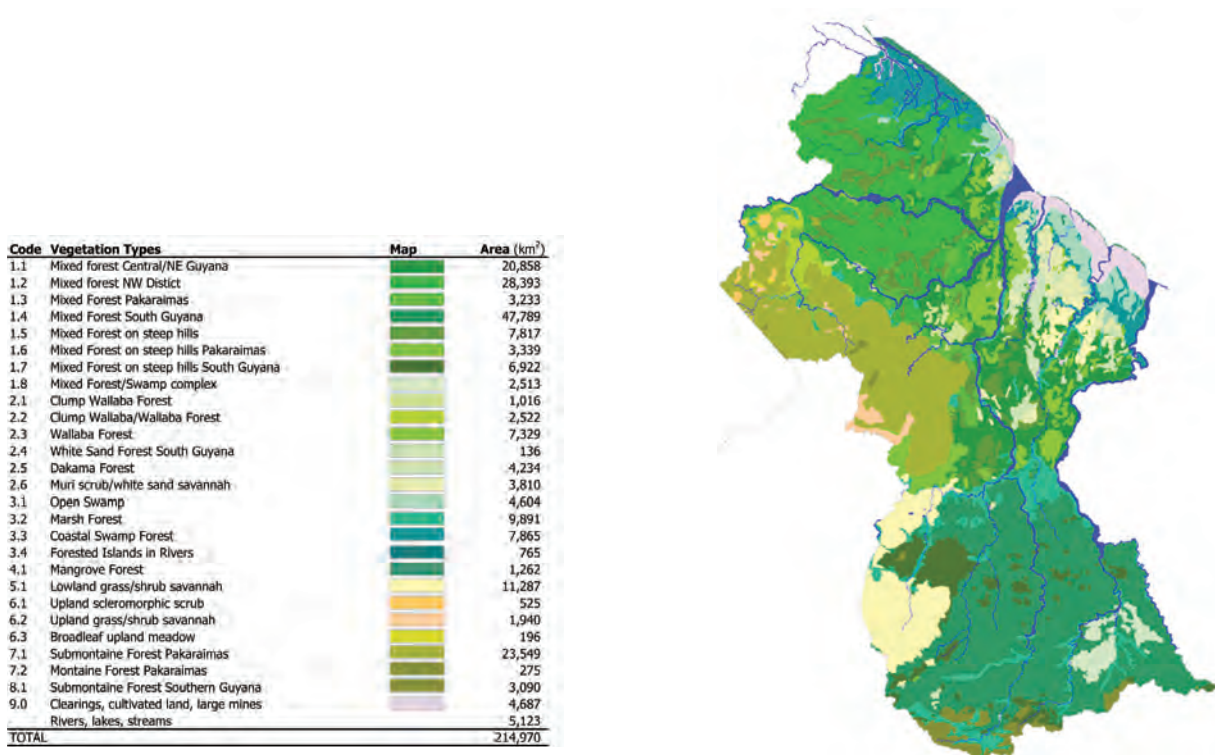 Code Vegetation Types Map Area (km²)
1.1 Mixed forest Central/NE Guyana 20,858
1.2 Mixed forest NW Distict 28,393
1.3 Mixed Forest Pakaraimas 3,233
1.4 Mixed Forest South Guyana 47,789
1.5 Mixed Forest on steep hills 7,817
1.6 Mixed Forest on steep hills Pakaraimas 3,339
1.7 Mixed Forest on steep hills South Guyana 6,922
1.8 Mixed Forest/Swamp complex 2,513
2.1 Clump Wallaba Forest 1,016
2.2 Clump Wallaba/Wallaba Forest 2,522
2.3 Wallaba Forest 7,329
2.4 White Sand Forest South Guyana 136
2.5 Dakama Forest 4,234
2.6 Muri scrub/white sand savannah 3,810
3.1 Open Swamp 4,604
3.2 Marsh Forest 9,891
3.3 Coastal Swamp Forest 7,865
3.4 Forested Islands in Rivers 765
4.1 Mangrove Forest 1,262
5.1 Lowland grass/shrub savannah 11,287
6.1 Upland scleromorphic scrub 525
6.2 Upland grass/shrub savannah 1,940
6.3 Broadleaf upland meadow 196
7.1 Submontaine Forest Pakaraimas 23,549
7.2 Montaine Forest Pakaraimas 275
8.1 Submontaine Forest Southern Guyana 3,090
9.0 Clearings, cultivated land, large mines 4,687
Rivers, lakes, streams 5,123
TOTAL 214,970